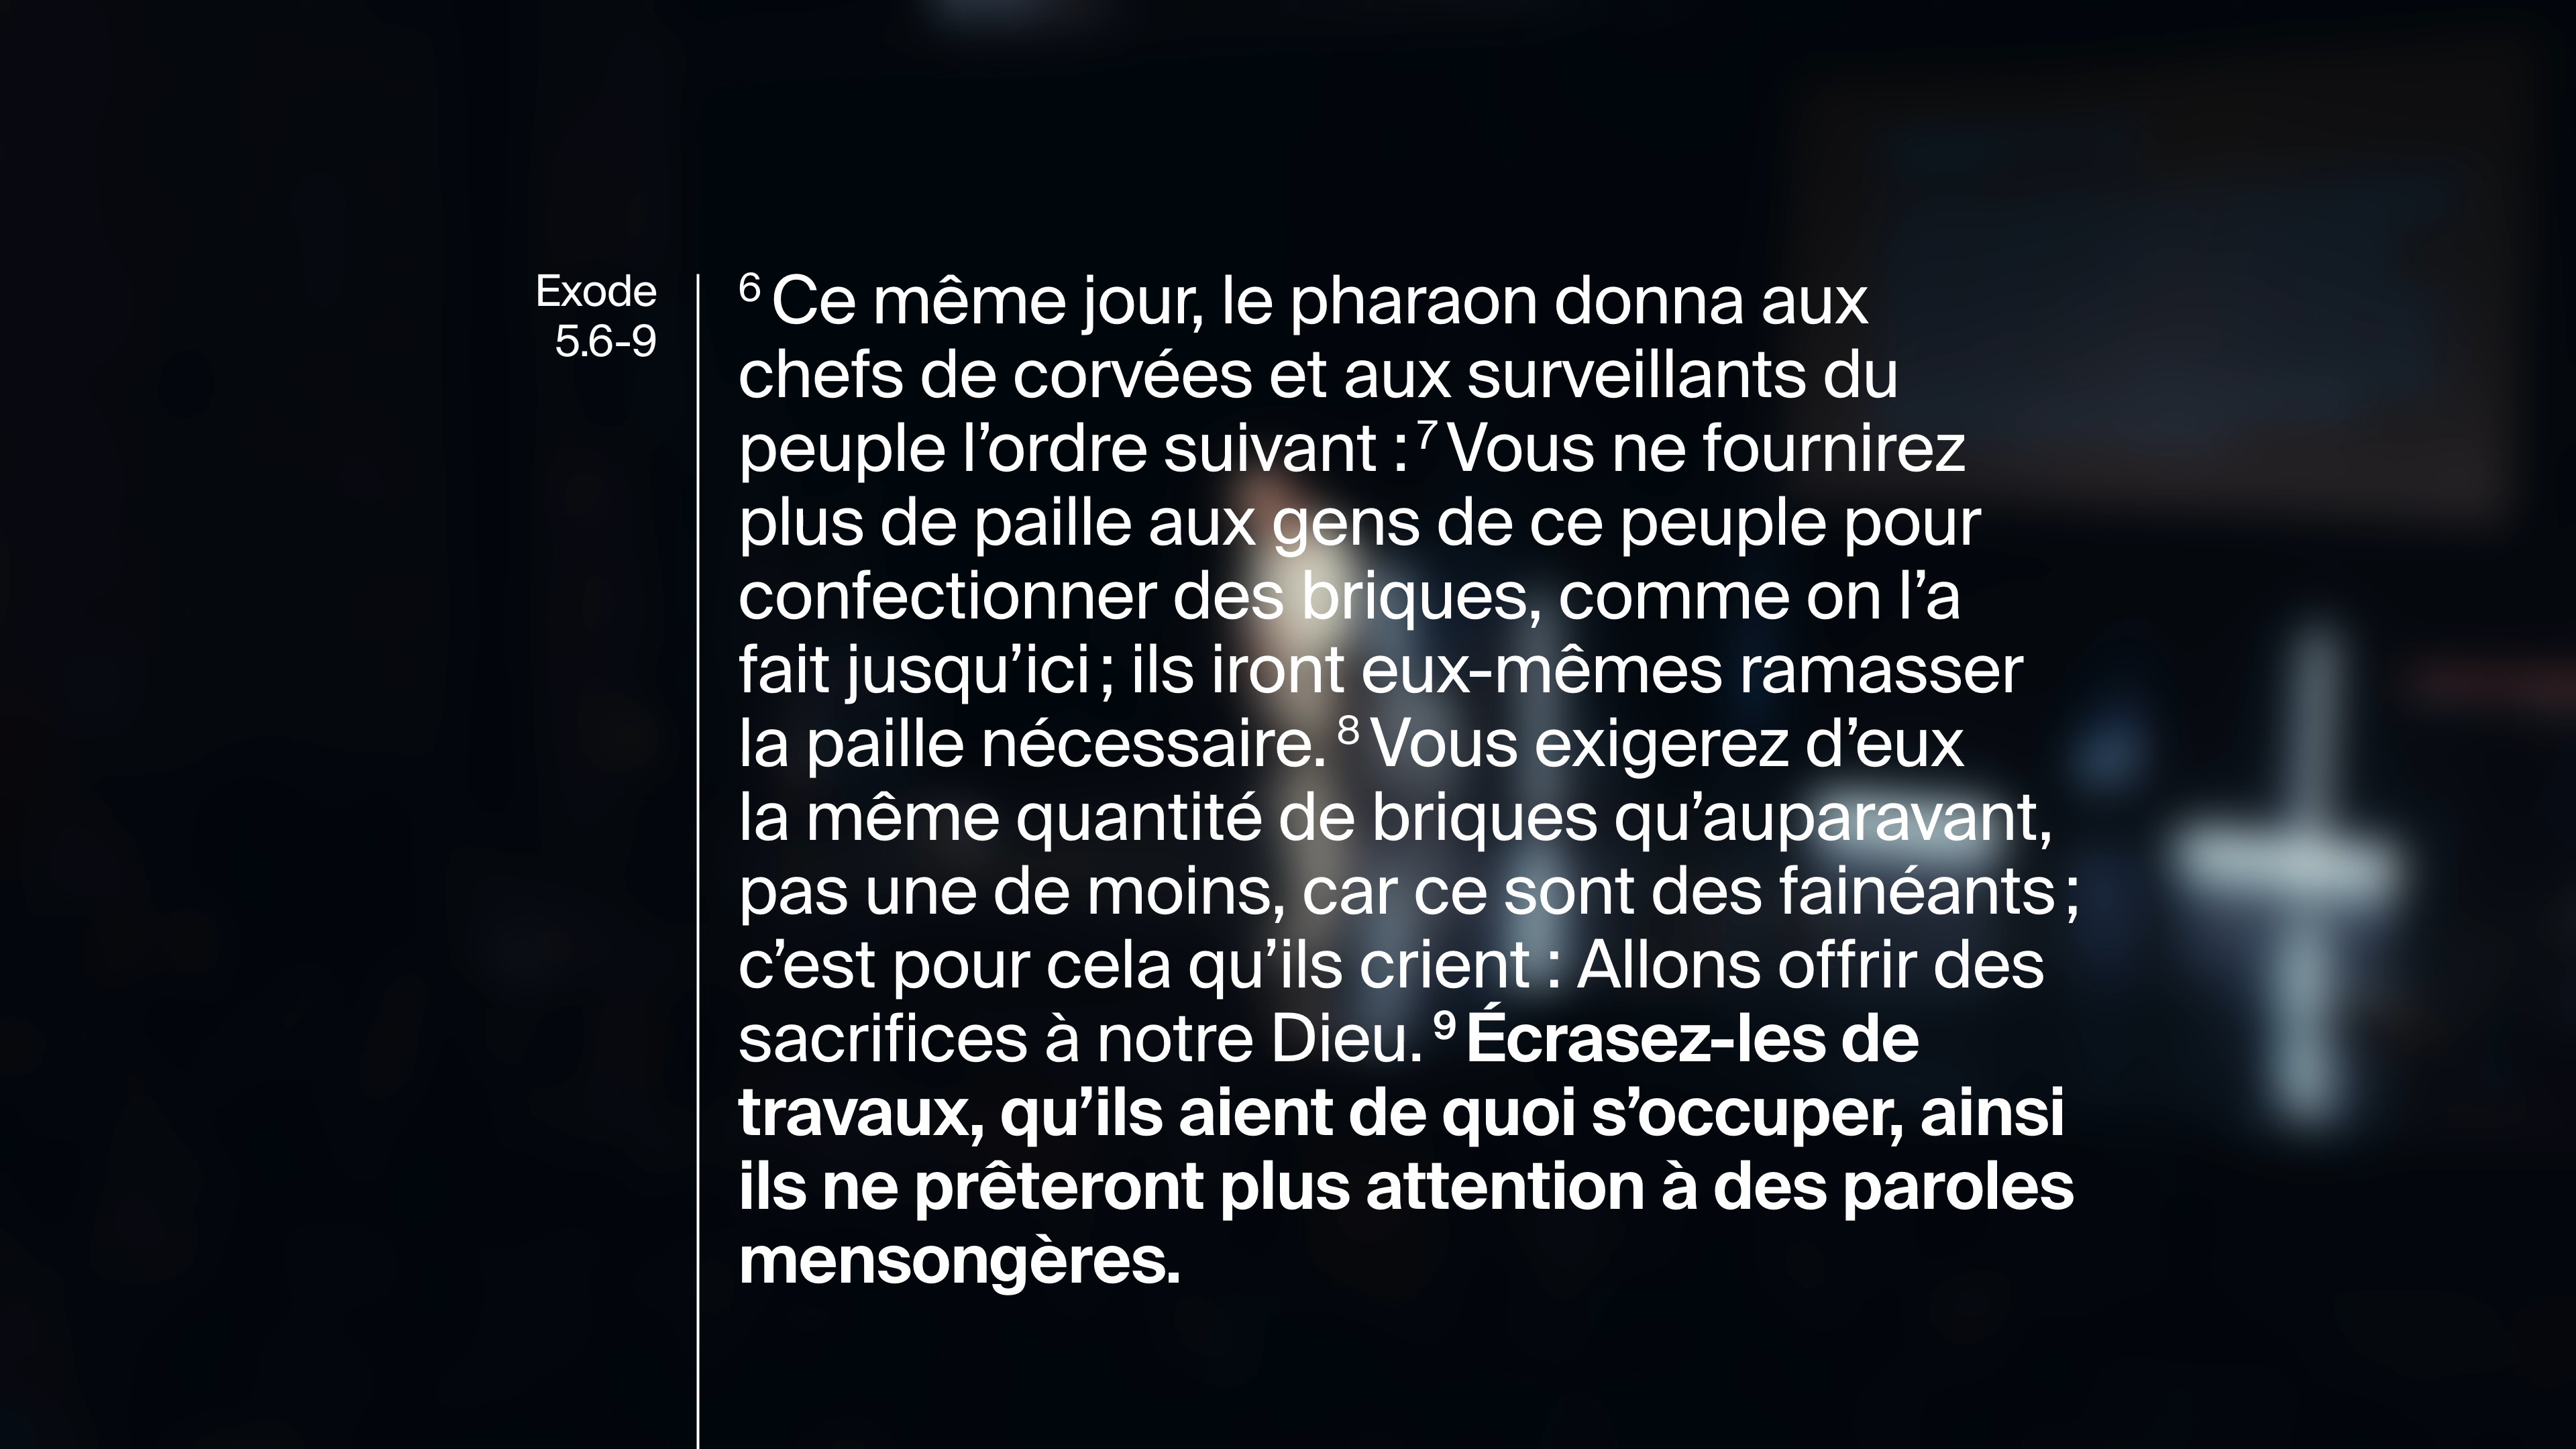 Exode
5.6-9
⁶ Ce même jour, le pharaon donna aux
chefs de corvées et aux surveillants du
peuple l’ordre suivant : ⁷ Vous ne fournirez
plus de paille aux gens de ce peuple pour
confectionner des briques, comme on l’a
fait jusqu’ici ; ils iront eux-mêmes ramasser
la paille nécessaire. ⁸ Vous exigerez d’eux
la même quantité de briques qu’auparavant,
pas une de moins, car ce sont des fainéants ;
c’est pour cela qu’ils crient : Allons offrir des
sacrifices à notre Dieu. ⁹ Écrasez-les de
travaux, qu’ils aient de quoi s’occuper, ainsi
ils ne prêteront plus attention à des paroles
mensongères.